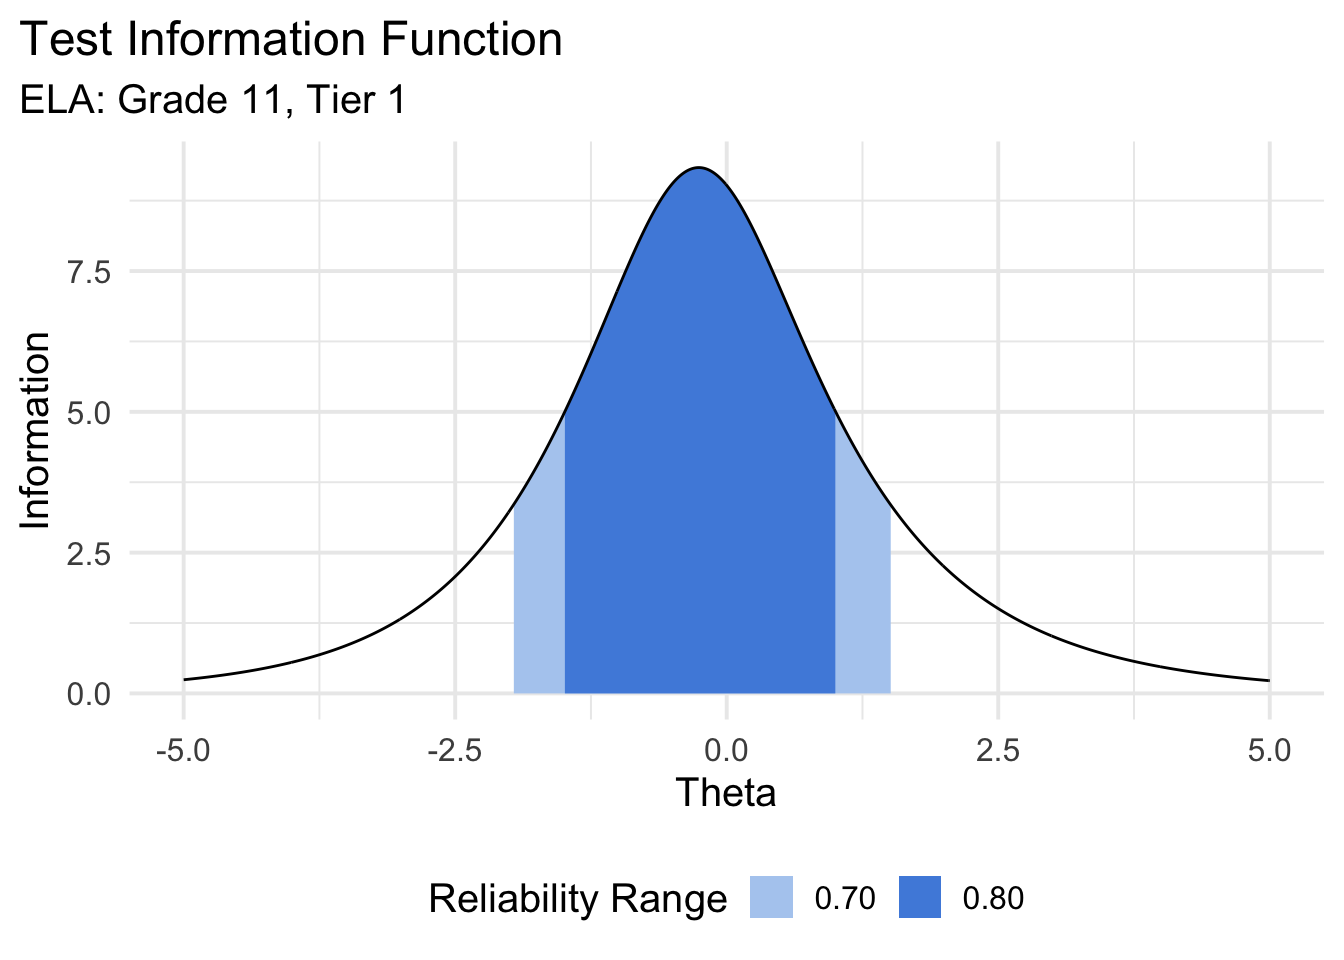 Test Information Function
ELA: Grade 11, Tier 1
Information
7.5
5.0
2.5
0.0
-5.0 -2.5 0.0 2.5 5.0
Theta
Reliability Range 0.70 0.80